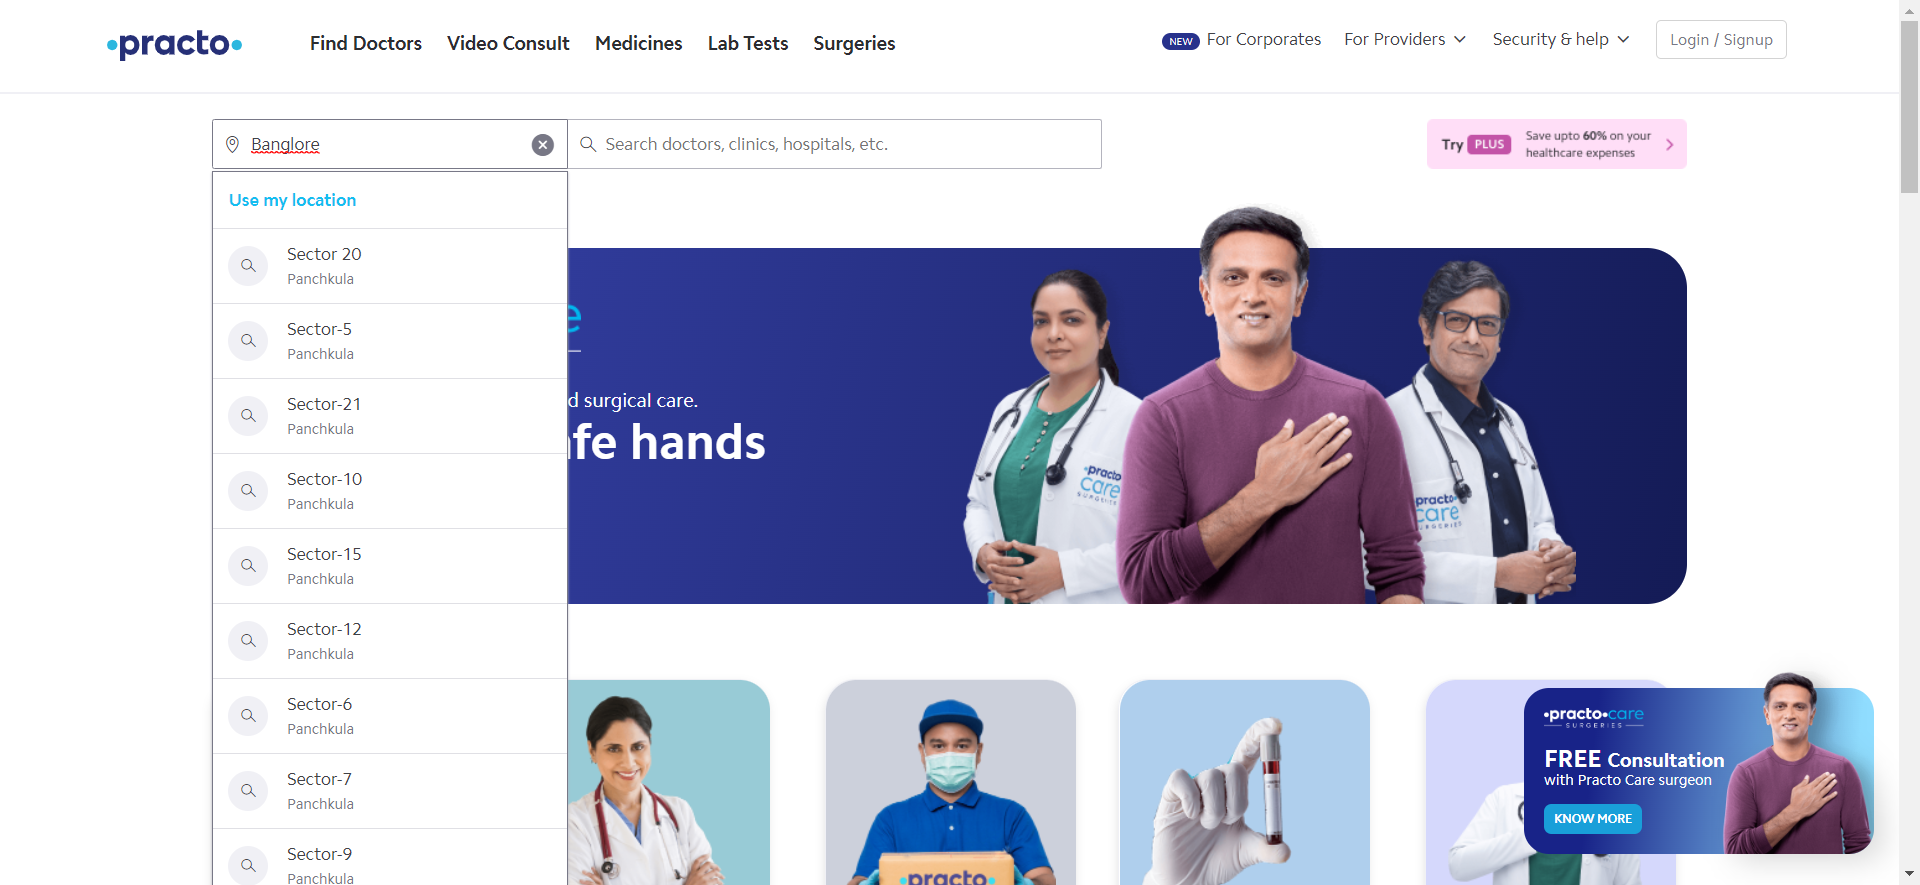 practo
Find Doctors
Video Consult
Medicines
Lab Tests
Surgeries
NEW For Corporates
For Providers
Security & help
Login / Signup
Banglore
Search doctors, clinics, hospitals, etc.
Try PLUS
Save upto 60% on your
healthcare expenses
Use my location
Sector 20
Panchkula
Sector-5
Panchkula
Sector-21
Panchkula
Sector-10
Panchkula
Sector-15
Panchkula
Sector-12
Panchkula
Sector-6
Panchkula
Sector-7
Panchkula
Sector-9
Panchkula
e
d surgical care.
fe hands
practo
care
SURGERIES
practo
care
SURGERIES
practo
practo care
SURGERIES
FREE Consultation
with Practo Care surgeon
KNOW MORE